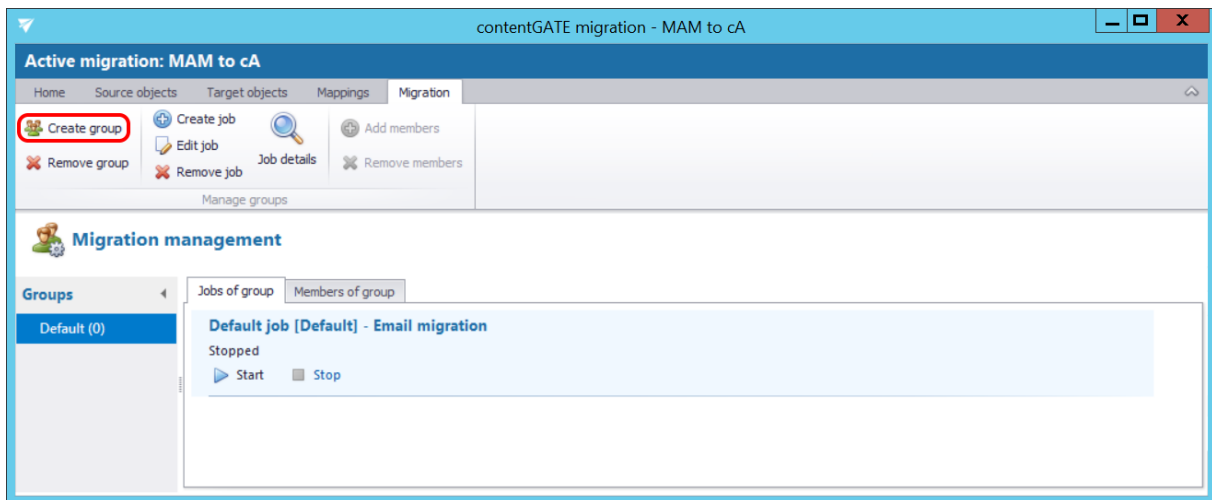 contentGATE migration - MAM to cA
X
Active migration: MAM to cA
Home Source objects Target objects Mappings Migration
Create group
Remove group
Create job
Edit job
Remove job
Job details
Add members
Remove members
Manage groups
Migration management
Groups
Default (0)
Jobs of group Members of group
Default job [Default] - Email migration
Stopped
Start Stop